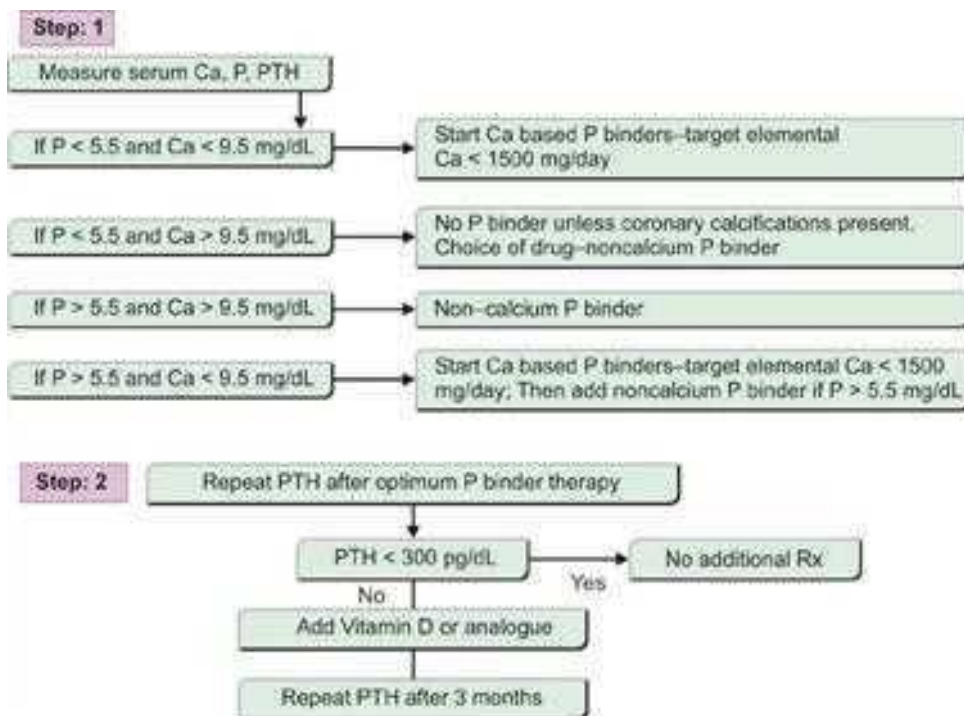 Step: 1
Measure serum Ca, P, PTH
If P < 5.5 and Ca < 9.5 mg/dL
Start Ca based P binders–target elemental
Ca < 1500 mg/day
If P < 5.5 and Ca > 9.5 mg/dL
No P binder unless coronary calcifications present.
Choice of drug–noncalcium P binder
If P > 5.5 and Ca > 9.5 mg/dL
Non–calcium P binder
If P > 5.5 and Ca < 9.5 mg/dL
Start Ca based P binders–target elemental Ca < 1500
mg/day; Then add noncalcium P binder if P > 5.5 mg/dL
Step: 2
Repeat PTH after optimum P binder therapy
PTH < 300 pg/dL
Yes
No additional Rx
No
Add Vitamin D or analogue
Repeat PTH after 3 months